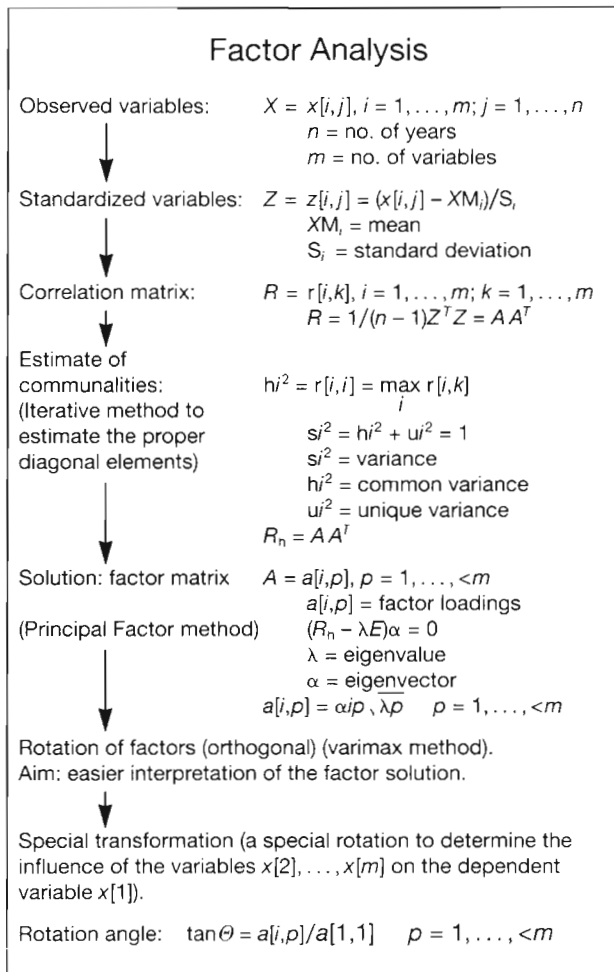 Factor Analysis
Observed variables: X = x[i,j], i = 1, . . . , m; j = 1, . . . , n
n = no. of years
m = no. of variables
Standardized variables: Z = z[i,j] = (x[i,j] − XMᵢ)/Sᵢ
XMᵢ = mean
Sᵢ = standard deviation
Correlation matrix: R = r[i,k], i = 1, . . . , m; k = 1, . . . , m
R = 1/(n − 1)ZᵀZ = A Aᵀ
Estimate of
communalities: hi² = r[i,i] = max r[i,k]
(Iterative method to i
estimate the proper si² = hi² + ui² = 1
diagonal elements) si² = variance
hi² = common variance
ui² = unique variance
Rₕ = A Aᵀ
Solution: factor matrix A = a[i,p], p = 1, . . . , <m
a[i,p] = factor loadings
(Principal Factor method) (Rₕ − λE)α = 0
λ = eigenvalue
α = eigenvector
a[i,p] = αip √λp p = 1, . . . , <m
Rotation of factors (orthogonal) (varimax method).
Aim: easier interpretation of the factor solution.
Special transformation (a special rotation to determine the
influence of the variables x[2], . . . , x[m] on the dependent
variable x[1]).
Rotation angle: tanΘ = a[i,p]/a[1,1] p = 1, . . . , <m